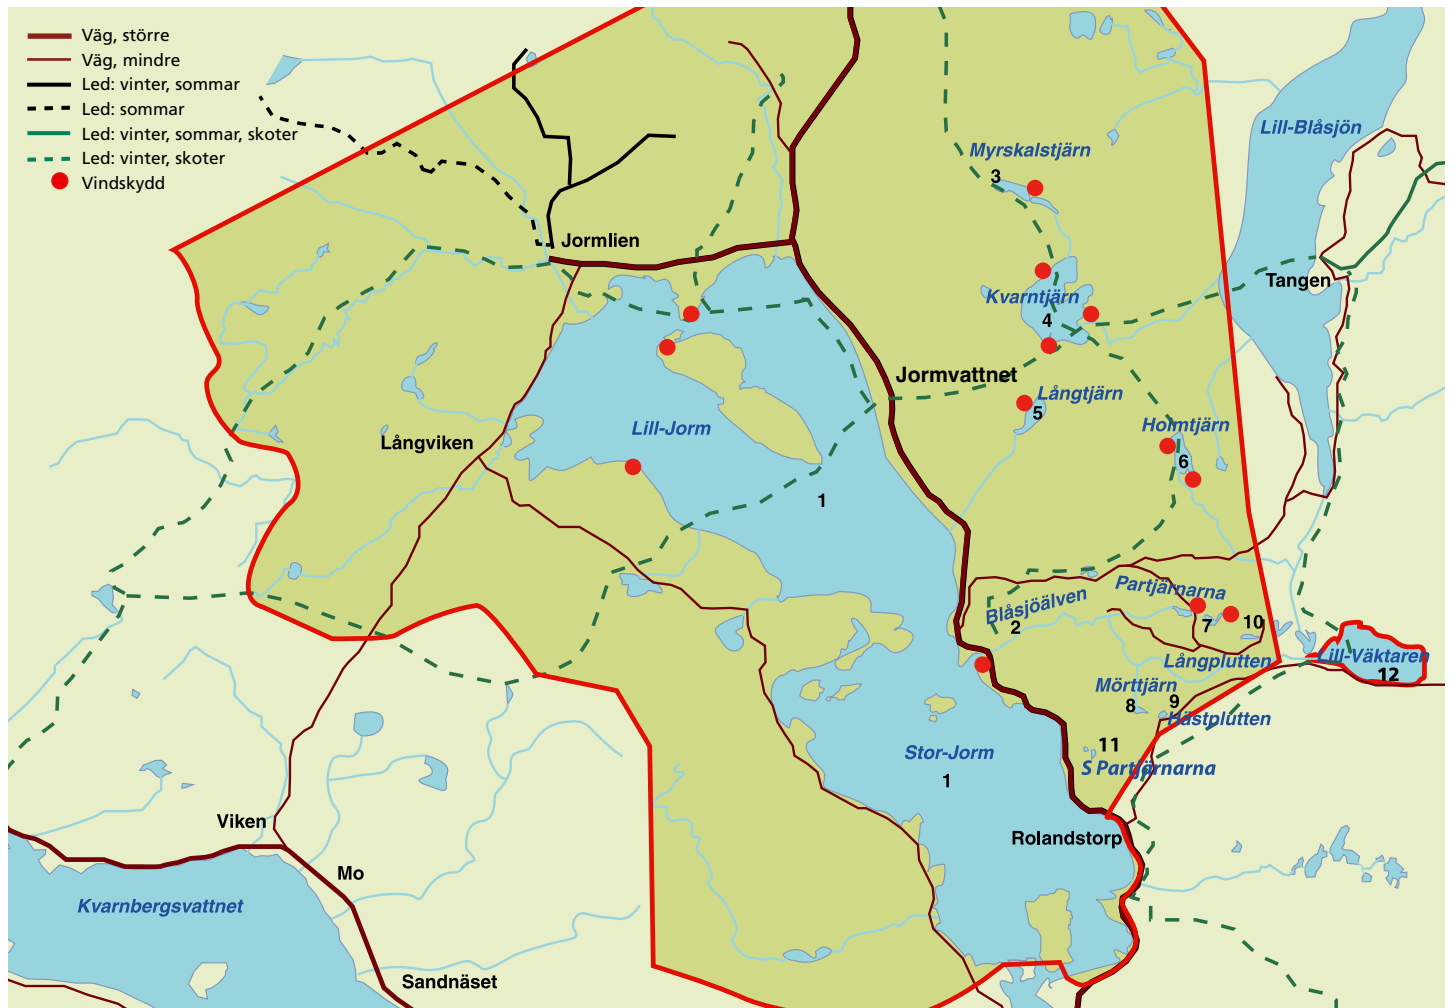 Väg, större
Väg, mindre
Led: vinter, sommar
Led: sommar
Led: vinter, sommar, skoter
Led: vinter, skoter
Vindskydd
Lill-Blåsjön
Myrskalstjärn
3
Jormlien
Tangen
Kvarntjärn
4
Jormvattnet
Långtjärn
5
Holmtjärn
Lill-Jorm
Långviken
6
1
Partjärnarna
Blåsjöälven
2
7
10
Långplutten
Lill-Väktaren
12
Mörttjärn
8
9
Hästplutten
11
S Partjärnarna
Stor-Jorm
1
Viken
Rolandstorp
Mo
Kvarnbergsvattnet
Sandnäset